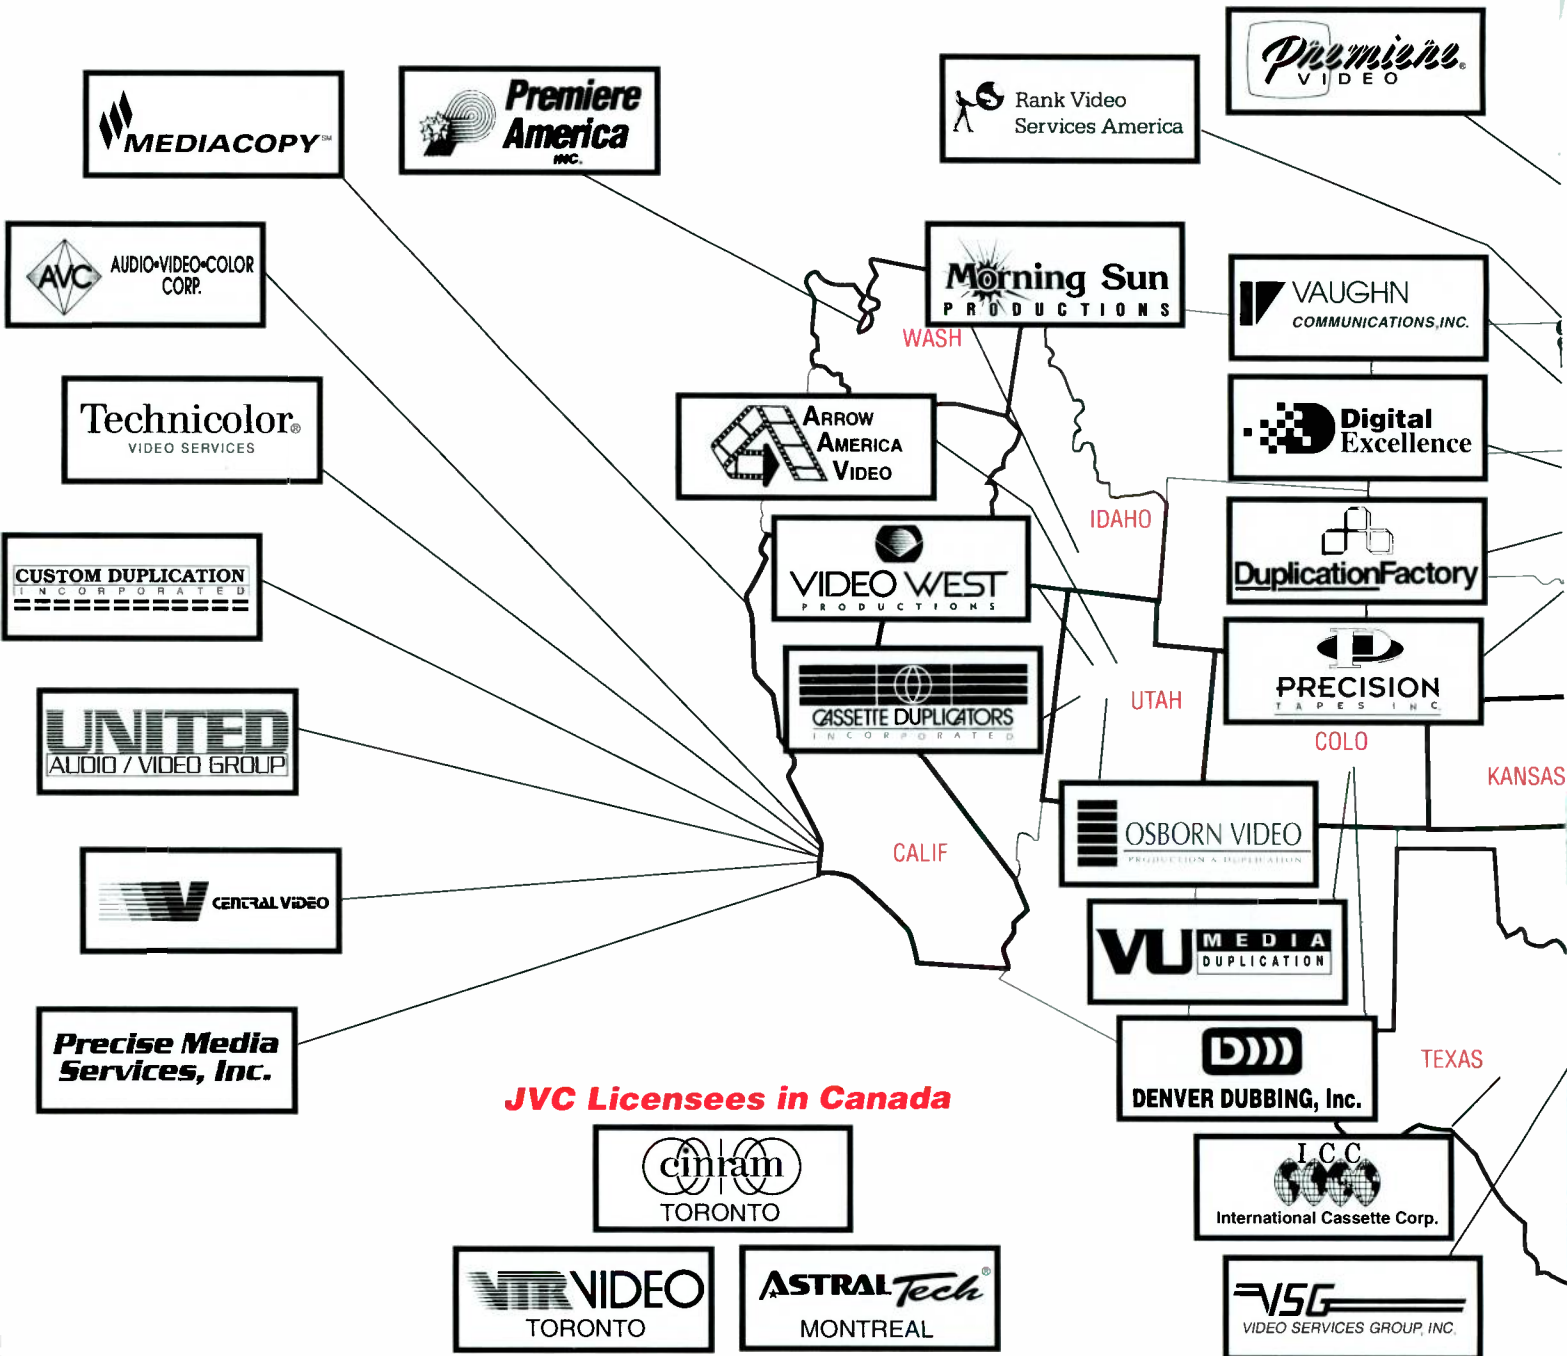 Premiere®
VIDEO
MEDIACOPY℠
Premiere
America
INC.
Rank Video
Services America
AVC
AUDIO•VIDEO•COLOR
CORP.
Morning Sun
PRODUCTIONS
VAUGHN
COMMUNICATIONS, INC.
WASH
Technicolor®
VIDEO SERVICES
ARROW
AMERICA
VIDEO
Digital
Excellence
IDAHO
DuplicationFactory
CUSTOM DUPLICATION
INCORPORATED
VIDEO WEST
PRODUCTIONS
P
PRECISION
TAPES INC.
UNITED
AUDIO / VIDEO GROUP
CASSETTE DUPLICATORS
INCORPORATED
UTAH
COLO
KANSAS
OSBORN VIDEO
PRODUCTION & DUPLICATION
CALIF
V CENTRAL VIDEO
VU MEDIA
DUPLICATION
Precise Media
Services, Inc.
D)))
DENVER DUBBING, Inc.
TEXAS
JVC Licensees in Canada
cinram
TORONTO
ICC
International Cassette Corp.
VTR VIDEO
TORONTO
ASTRAL Tech®
MONTREAL
VSG
VIDEO SERVICES GROUP, INC.